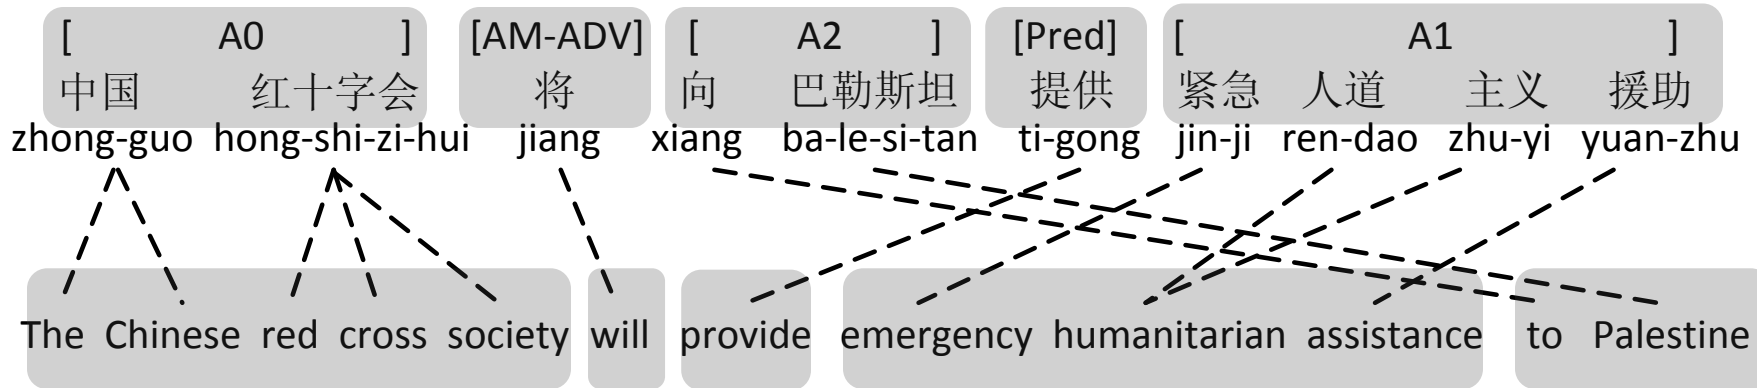 [ A0 ] [AM-ADV] [ A2 ] [Pred] [ A1 ]
中国 红十字会 将 向 巴勒斯坦 提供 紧急 人道 主义 援助
zhong-guo hong-shi-zi-hui jiang xiang ba-le-si-tan ti-gong jin-ji ren-dao zhu-yi yuan-zhu
The Chinese red cross society will provide emergency humanitarian assistance to Palestine